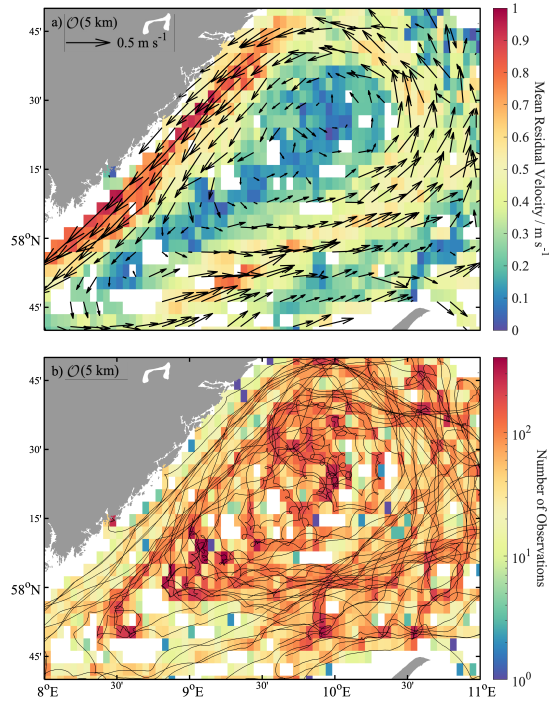 a) 𝒪(5 km)
0.5 m s⁻¹
45'
30'
15'
58°N
45'
1
0.9
0.8
0.7
0.6
0.5
0.4
0.3
0.2
0.1
0
Mean Residual Velocity / m s⁻¹
b) 𝒪(5 km)
45'
30'
15'
58°N
45'
8°E
30'
9°E
30'
10°E
30'
11°E
10²
10¹
10⁰
Number of Observations